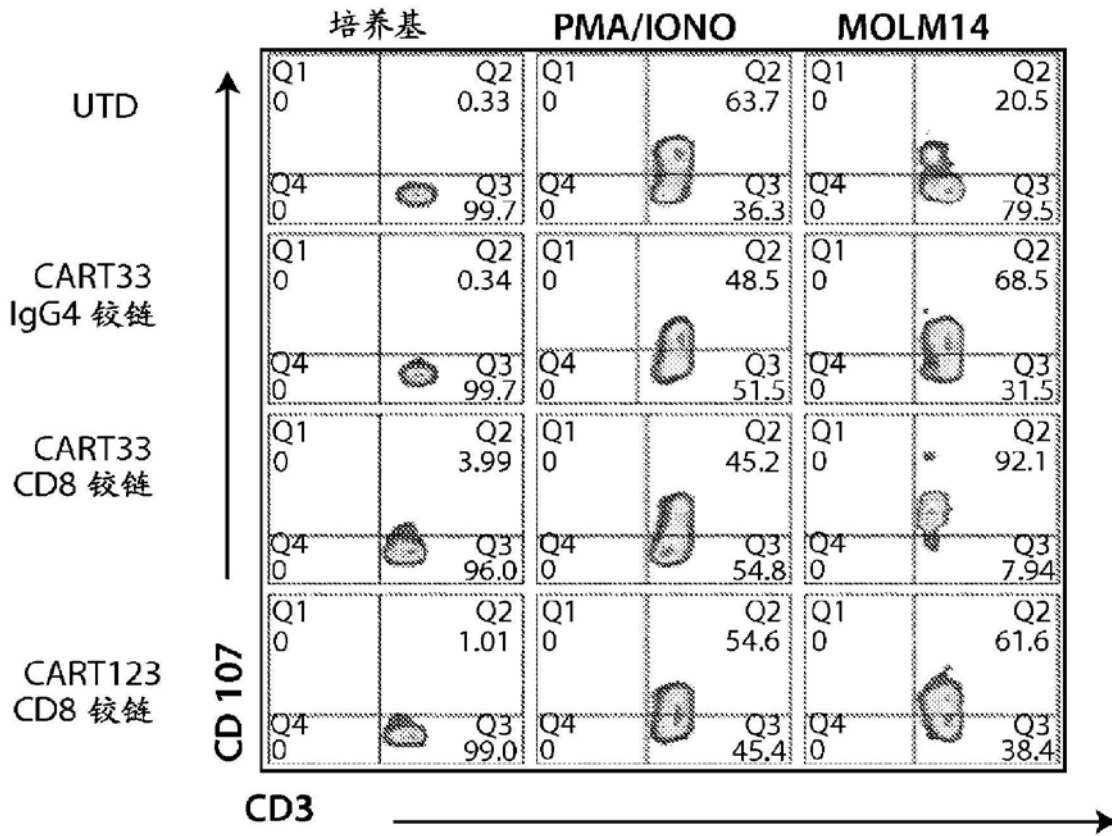 培养基 PMA/IONO MOLM14
UTD
Q1 Q2 Q1 Q2 Q1 Q2
0 0.33 0 63.7 0 20.5
Q4 Q3 Q4 Q3 Q4 Q3
0 99.7 0 36.3 0 79.5
CART33
IgG4 铰链
Q1 Q2 Q1 Q2 Q1 Q2
0 0.34 0 48.5 0 68.5
Q4 Q3 Q4 Q3 Q4 Q3
0 99.7 0 51.5 0 31.5
CART33
CD8 铰链
Q1 Q2 Q1 Q2 Q1 Q2
0 3.99 0 45.2 0 92.1
Q4 Q3 Q4 Q3 Q4 Q3
0 96.0 0 54.8 0 7.94
CART123
CD8 铰链
Q1 Q2 Q1 Q2 Q1 Q2
0 1.01 0 54.6 0 61.6
Q4 Q3 Q4 Q3 Q4 Q3
0 99.0 0 45.4 0 38.4
CD 107
CD3